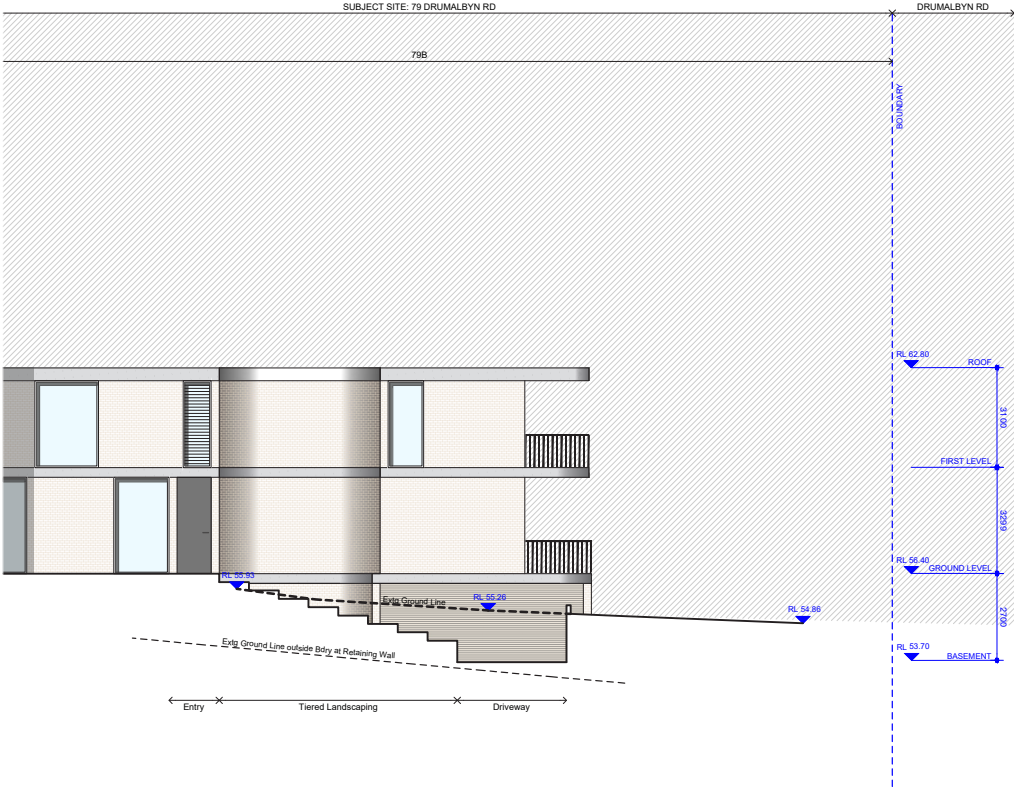 SUBJECT SITE: 79 DRUMALBYN RD
DRUMALBYN RD
79B
BOUNDARY
RL 62.80
ROOF
3100
FIRST LEVEL
3299
RL 56.40
GROUND LEVEL
RL 55.93
Extg Ground Line
RL 55.26
RL 54.86
2700
Extg Ground Line outside Bdry at Retaining Wall
RL 53.70
BASEMENT
Entry
Tiered Landscaping
Driveway